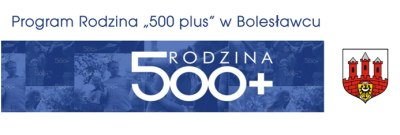 Program Rodzina „500 plus” w Bolesławcu
RODZINA
500+